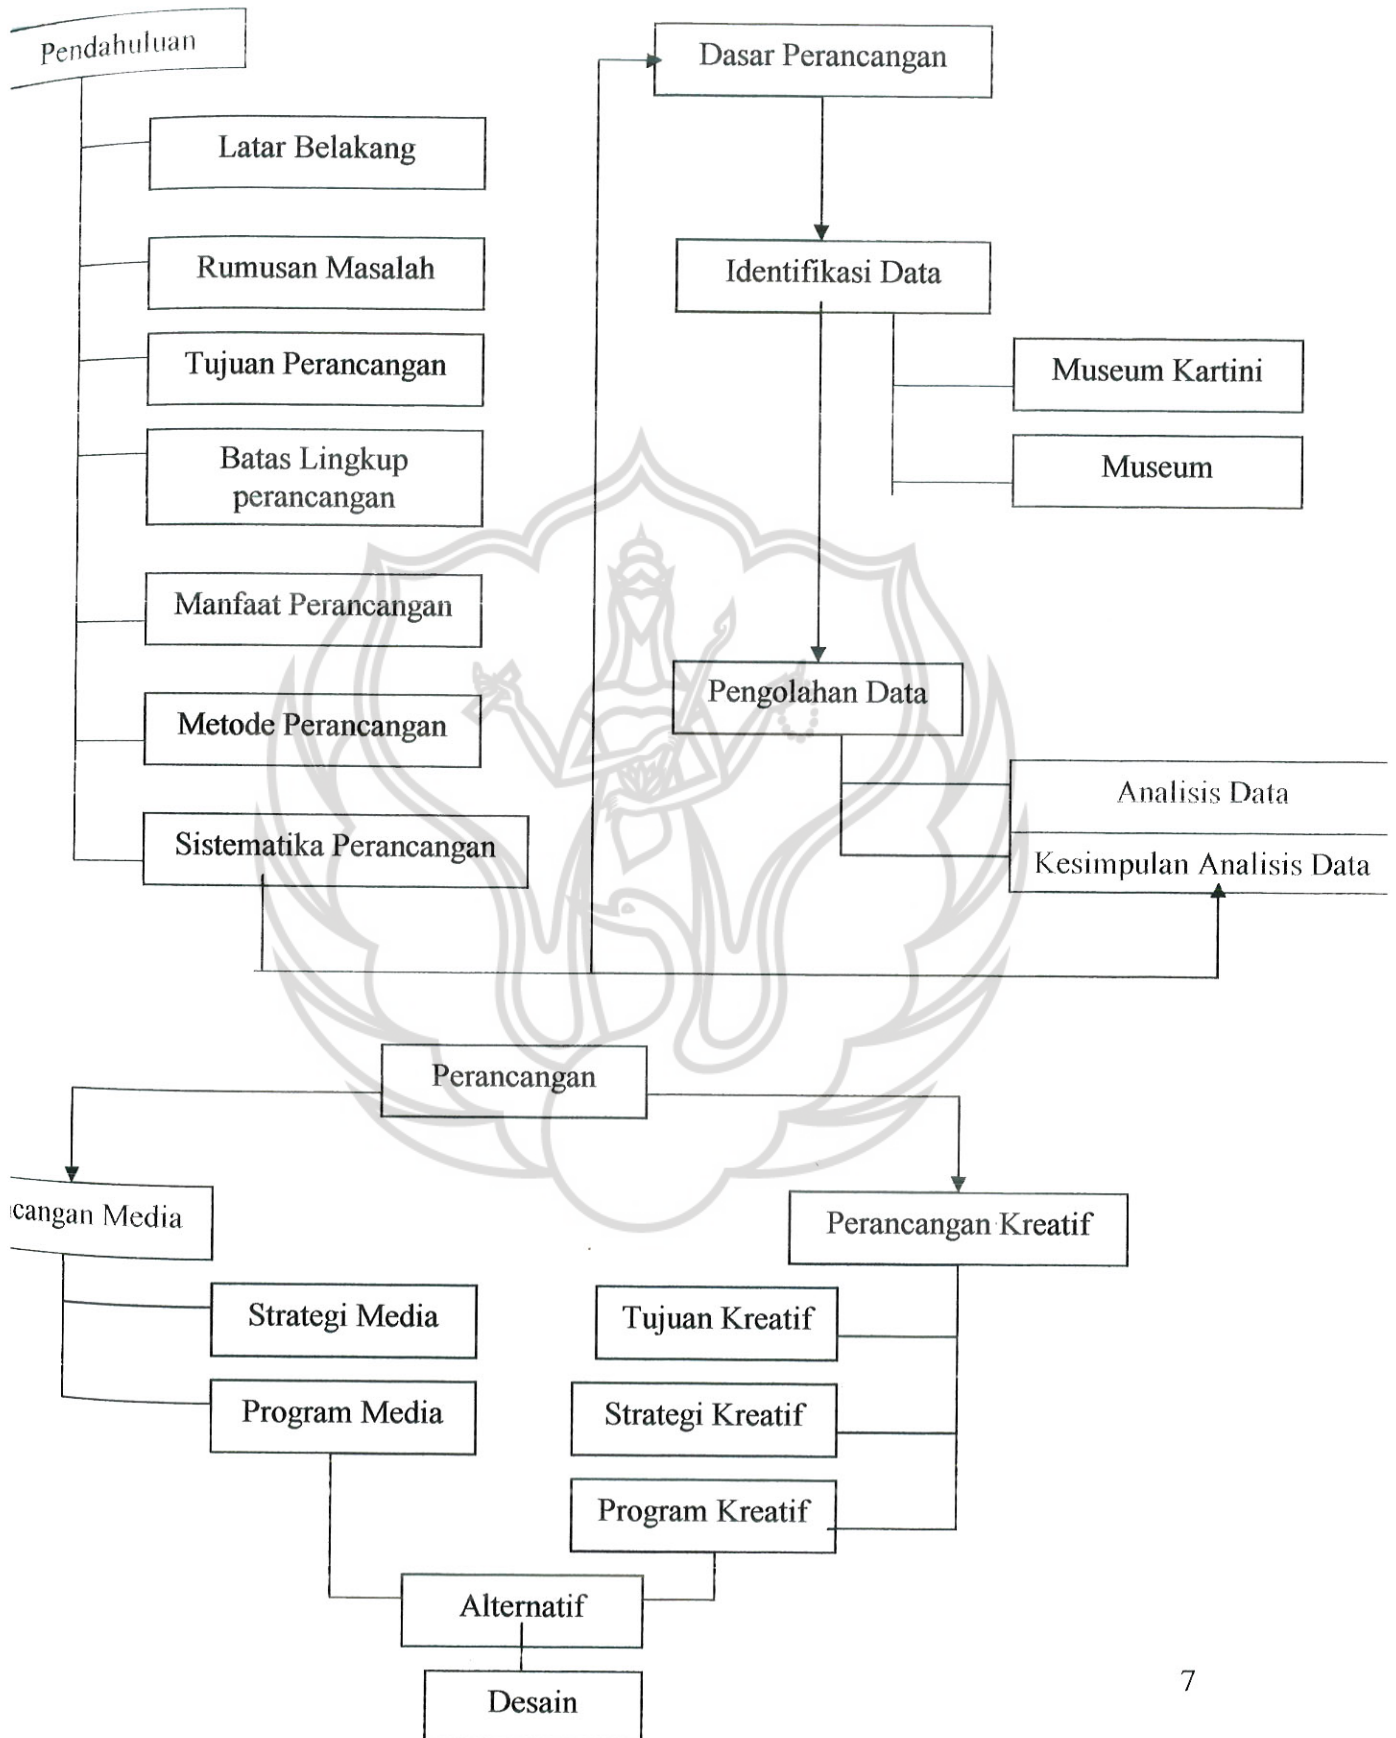 Pendahuluan
Latar Belakang
Rumusan Masalah
Tujuan Perancangan
Batas Lingkup
perancangan
Manfaat Perancangan
Metode Perancangan
Sistematika Perancangan
Dasar Perancangan
Identifikasi Data
Museum Kartini
Museum
Pengolahan Data
Analisis Data
Kesimpulan Analisis Data
Perancangan
cangan Media
Strategi Media
Program Media
Perancangan Kreatif
Tujuan Kreatif
Strategi Kreatif
Program Kreatif
Alternatif
Desain
7